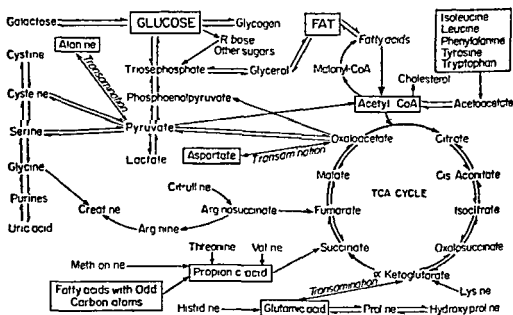 Galactose
GLUCOSE
Glycogen
R bose
Other sugars
FAT
Fatty acids
Isoleucine
Leucine
Phenylalanine
Tyrosine
Tryptophan
Cystine
Alan ne
Transamination
Triosephosphate
Glycerol
Malonyl-CoA
Cholesterol
Cyste ne
Phosphoenolpyruvate
Acetyl CoA
Acetoacetate
Serine
Pyruvate
Oxaloacetate
Citrate
Lactate
Aspartate
Transamination
Glycine
Malate
Cis Aconitate
TCA CYCLE
Purines
Citrull ne
Creat ne
Arg nine
Arg nosuccinate
Fumarate
Isocitrate
Uric acid
Threonine
Val ne
Succinate
Oxalosuccinate
Meth on ne
Propion c acid
α Ketoglutarate
Fatty acids with Odd
Carbon atoms
Transamination
Lys ne
Histid ne
Glutamic acid
Prol ne
Hydroxyprol ne